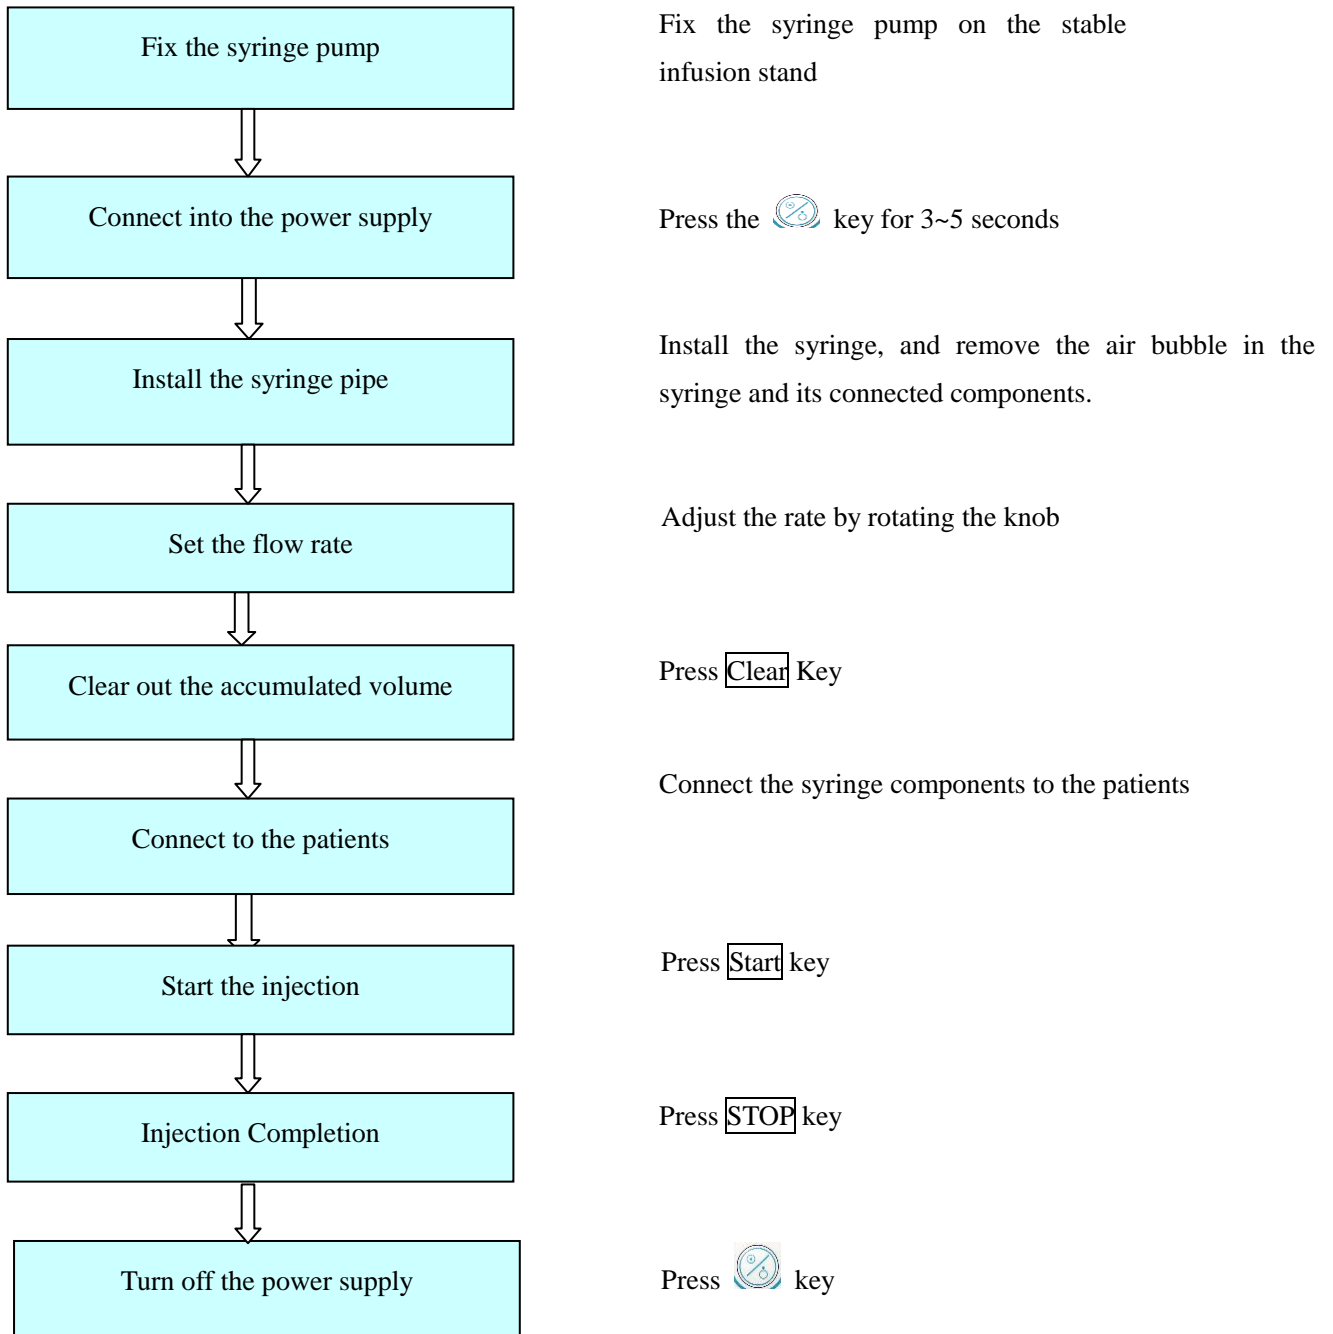 Fix the syringe pump
Fix the syringe pump on the stable
infusion stand
Connect into the power supply
Press the key for 3~5 seconds
Install the syringe pipe
Install the syringe, and remove the air bubble in the
syringe and its connected components.
Set the flow rate
Adjust the rate by rotating the knob
Clear out the accumulated volume
Press Clear Key
Connect to the patients
Connect the syringe components to the patients
Start the injection
Press Start key
Injection Completion
Press STOP key
Turn off the power supply
Press key